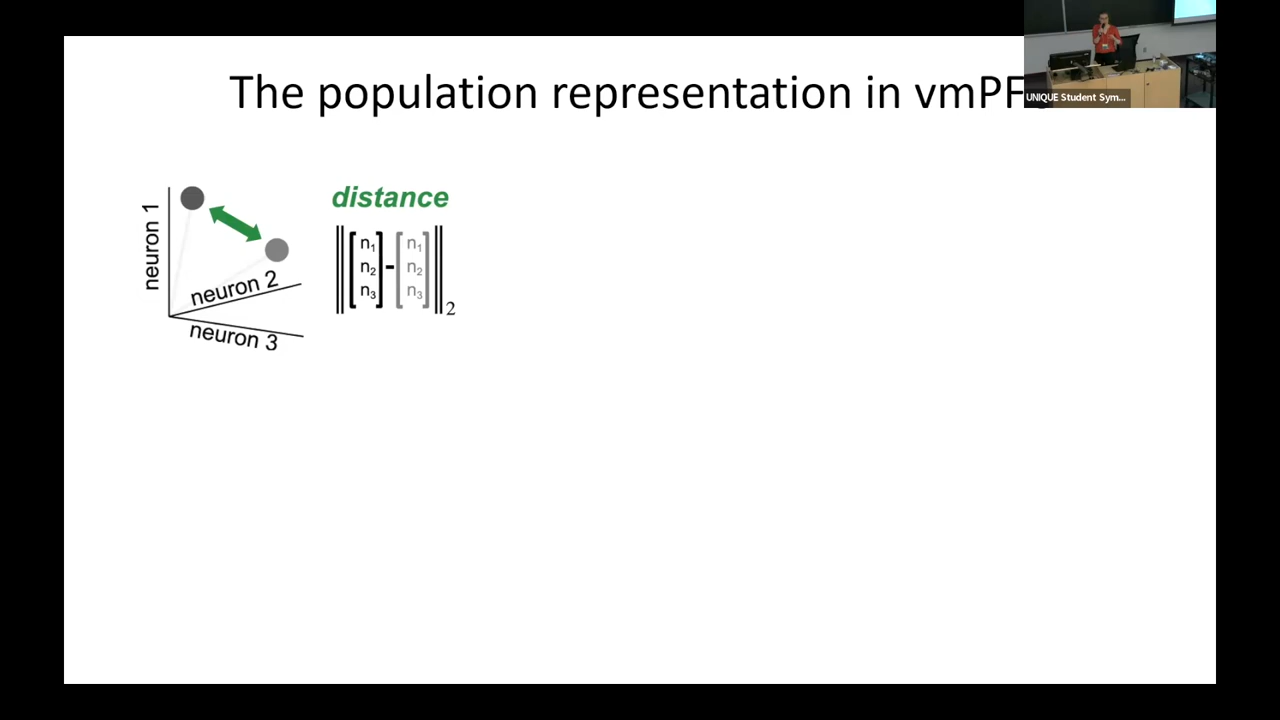 The population representation in vmPF
UNIQUE Student Sym...
distance
neuron 1
neuron 2
neuron 3
n1 n1
n2 - n2
n3 n3
2